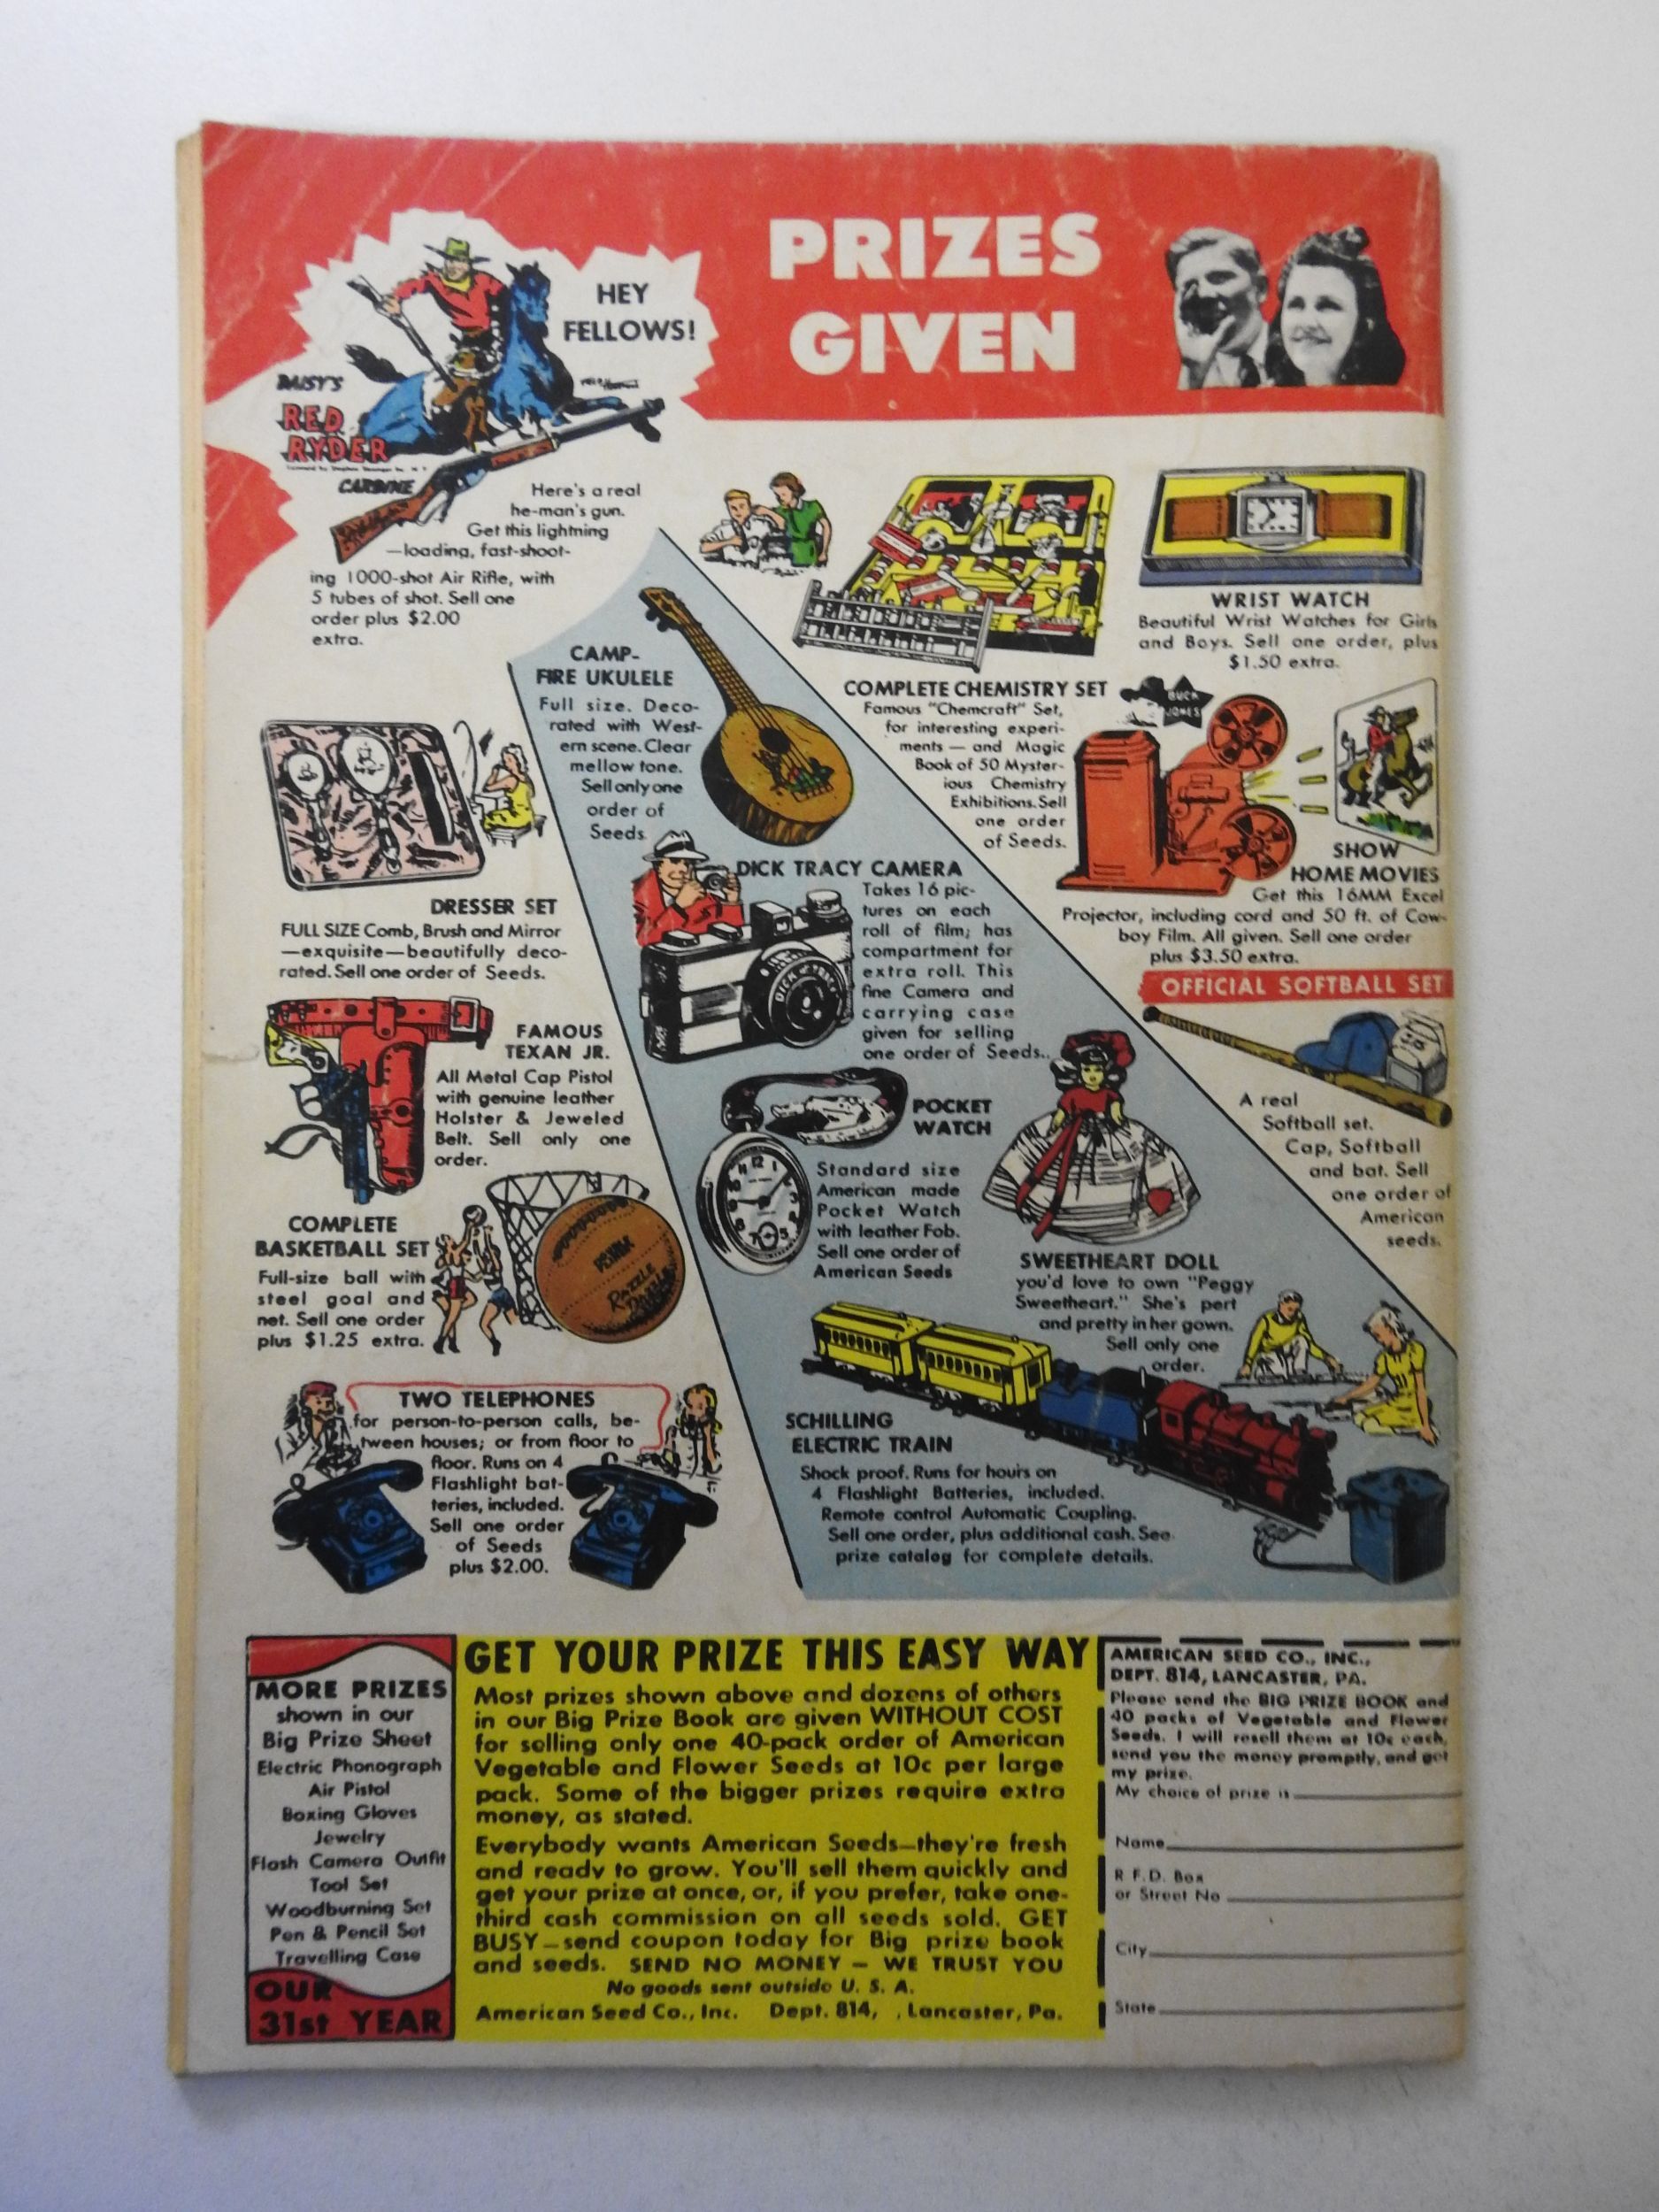 PRIZES
GIVEN
HEY
FELLOWS!
DAISY'S
RED
RYDER
CARBINE
Here's a real
he-man's gun.
Get this lightning
—loading, fast-shoot-
ing 1000-shot Air Rifle, with
5 tubes of shot. Sell one
order plus $2.00
extra.
CAMP-
FIRE UKULELE
Full size. Deco-
rated with West-
ern scene. Clear
mellow tone.
Sell only one
order of
Seeds
COMPLETE CHEMISTRY SET
Famous "Chemcraft" Set,
for interesting experi-
ments — and Magic
Book of 50 Myster-
ious Chemistry
Exhibitions. Sell
one order
of Seeds.
WRIST WATCH
Beautiful Wrist Watches for Girls
and Boys. Sell one order, plus
$1.50 extra.
BUCK
JONES
SHOW
HOME MOVIES
Get this 16MM Excel
Projector, including cord and 50 ft. of Cow-
boy Film. All given. Sell one order
plus $3.50 extra.
DRESSER SET
FULL SIZE Comb, Brush and Mirror
—exquisite—beautifully deco-
rated. Sell one order of Seeds.
DICK TRACY CAMERA
Takes 16 pic-
tures on each
roll of film; has
compartment for
extra roll. This
fine Camera and
carrying case
given for selling
one order of Seeds..
DICK TRACY
OFFICIAL SOFTBALL SET
A real
Softball set.
Cap, Softball
and bat. Sell
one order of
American
seeds.
FAMOUS
TEXAN JR.
All Metal Cap Pistol
with genuine leather
Holster & Jeweled
Belt. Sell only one
order.
POCKET
WATCH
Standard size
American made
Pocket Watch
with leather Fob.
Sell one order of
American Seeds
SWEETHEART DOLL
you'd love to own "Peggy
Sweetheart." She's pert
and pretty in her gown.
Sell only one
order.
COMPLETE
BASKETBALL SET
Full-size ball with
steel goal and
net. Sell one order
plus $1.25 extra.
RAZZLE
DAZZLE
TWO TELEPHONES
for person-to-person calls, be-
tween houses; or from floor to
floor. Runs on 4
Flashlight bat-
teries, included.
Sell one order
of Seeds
plus $2.00.
SCHILLING
ELECTRIC TRAIN
Shock proof. Runs for hours on
4 Flashlight Batteries, included.
Remote control Automatic Coupling.
Sell one order, plus additional cash. See
prize catalog for complete details.
MORE PRIZES
shown in our
Big Prize Sheet
Electric Phonograph
Air Pistol
Boxing Gloves
Jewelry
Flash Camera Outfit
Tool Set
Woodburning Set
Pen & Pencil Set
Travelling Case
OUR
31st YEAR
GET YOUR PRIZE THIS EASY WAY
Most prizes shown above and dozens of others
in our Big Prize Book are given WITHOUT COST
for selling only one 40-pack order of American
Vegetable and Flower Seeds at 10c per large
pack. Some of the bigger prizes require extra
money, as stated.
Everybody wants American Seeds—they're fresh
and ready to grow. You'll sell them quickly and
get your prize at once, or, if you prefer, take one-
third cash commission on all seeds sold. GET
BUSY—send coupon today for Big prize book
and seeds. SEND NO MONEY — WE TRUST YOU
No goods sent outside U. S. A.
American Seed Co., Inc. Dept. 814, , Lancaster, Pa.
AMERICAN SEED CO., INC.,
DEPT. 814, LANCASTER, PA.
Please send the BIG PRIZE BOOK and
40 packs of Vegetable and Flower
Seeds. I will resell them at 10c each,
send you the money promptly, and get
my prize.
My choice of prize is
Name
R.F.D. Box
or Street No
City
State